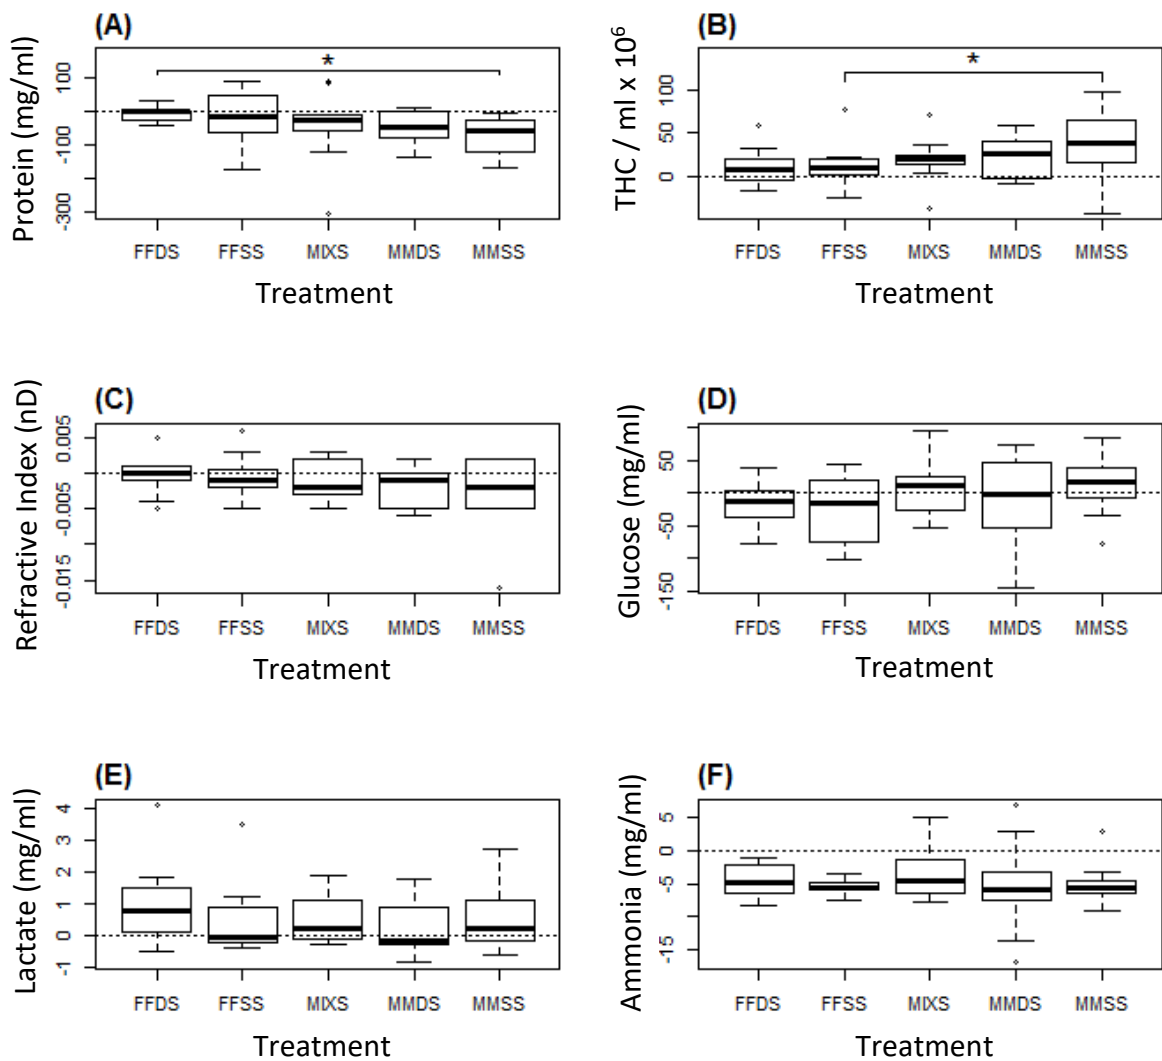 (A)
Protein (mg/ml)
100
-100
-300
*
FFDS FFSS MIXS MMDS MMSS
Treatment
(B)
THC / ml x 10⁶
100
50
0
*
FFDS FFSS MIXS MMDS MMSS
Treatment
(C)
Refractive Index (nD)
0.005
-0.005
-0.015
FFDS FFSS MIXS MMDS MMSS
Treatment
(D)
Glucose (mg/ml)
50
-50
-150
FFDS FFSS MIXS MMDS MMSS
Treatment
(E)
Lactate (mg/ml)
4
3
2
1
0
-1
FFDS FFSS MIXS MMDS MMSS
Treatment
(F)
Ammonia (mg/ml)
5
0
-5
-15
FFDS FFSS MIXS MMDS MMSS
Treatment